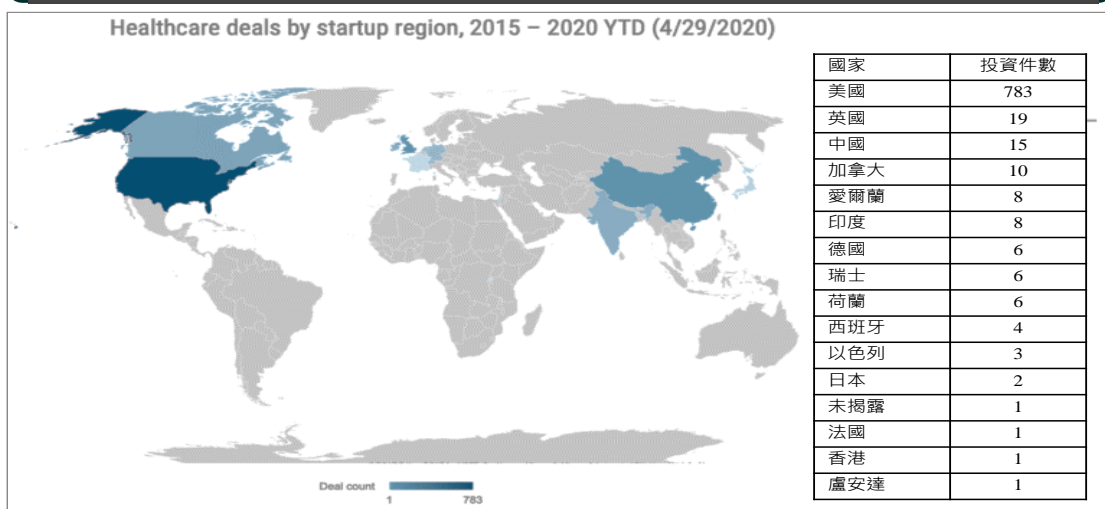 Healthcare deals by startup region, 2015 – 2020 YTD (4/29/2020)
國家 投資件數
美國 783
英國 19
中國 15
加拿大 10
愛爾蘭 8
印度 8
德國 6
瑞士 6
荷蘭 6
西班牙 4
以色列 3
日本 2
未揭露 1
法國 1
香港 1
盧安達 1
Deal count
1 783